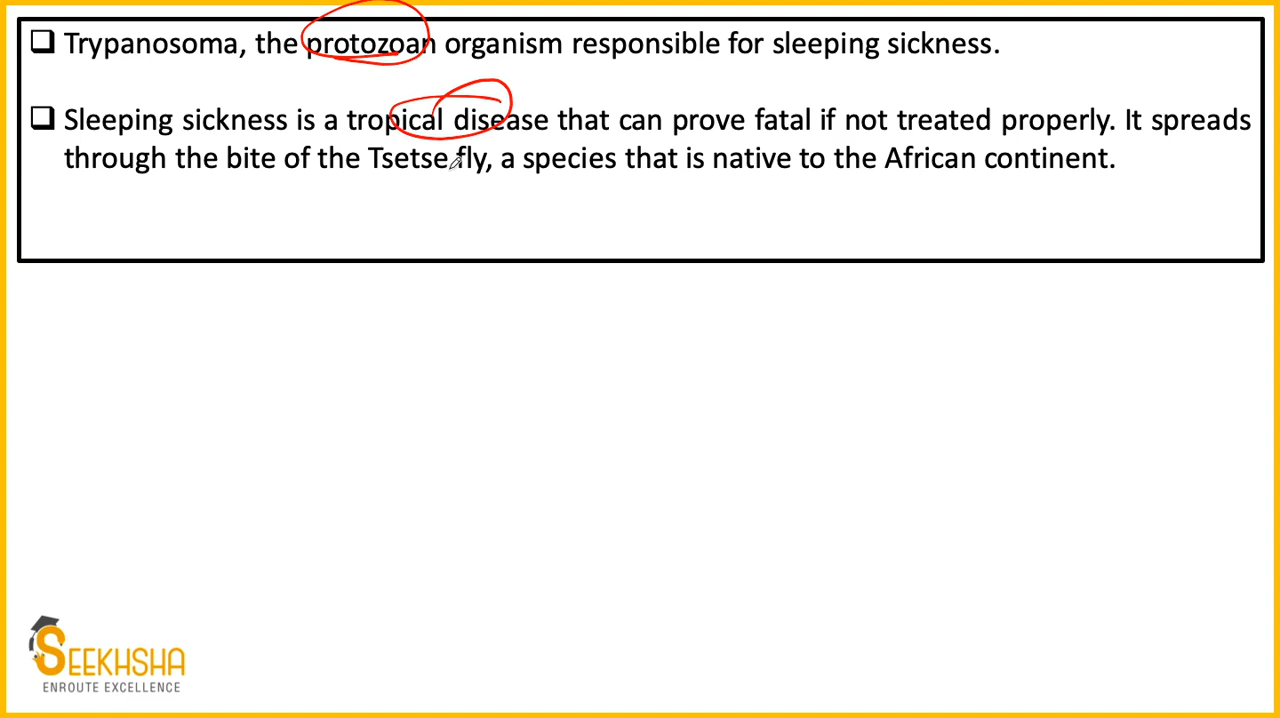 ❑ Trypanosoma, the protozoan organism responsible for sleeping sickness.
❑ Sleeping sickness is a tropical disease that can prove fatal if not treated properly. It spreads
through the bite of the Tsetse fly, a species that is native to the African continent.
SEEKHSHA
ENROUTE EXCELLENCE